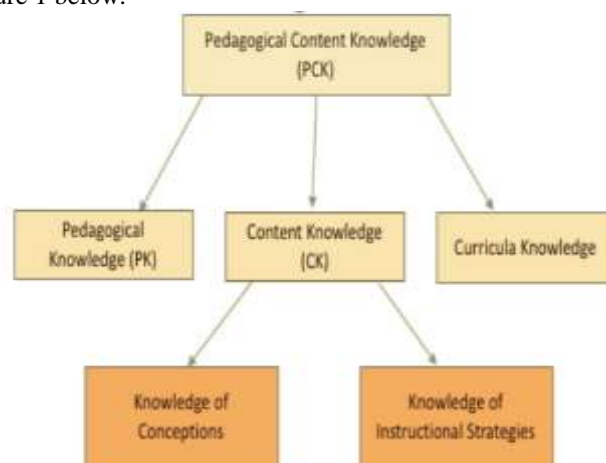 ure 1 below:
Pedagogical Content Knowledge
(PCK)
Pedagogical
Knowledge (PK)
Content Knowledge
(CK)
Curricula Knowledge
Knowledge of
Conceptions
Knowledge of
Instructional Strategies